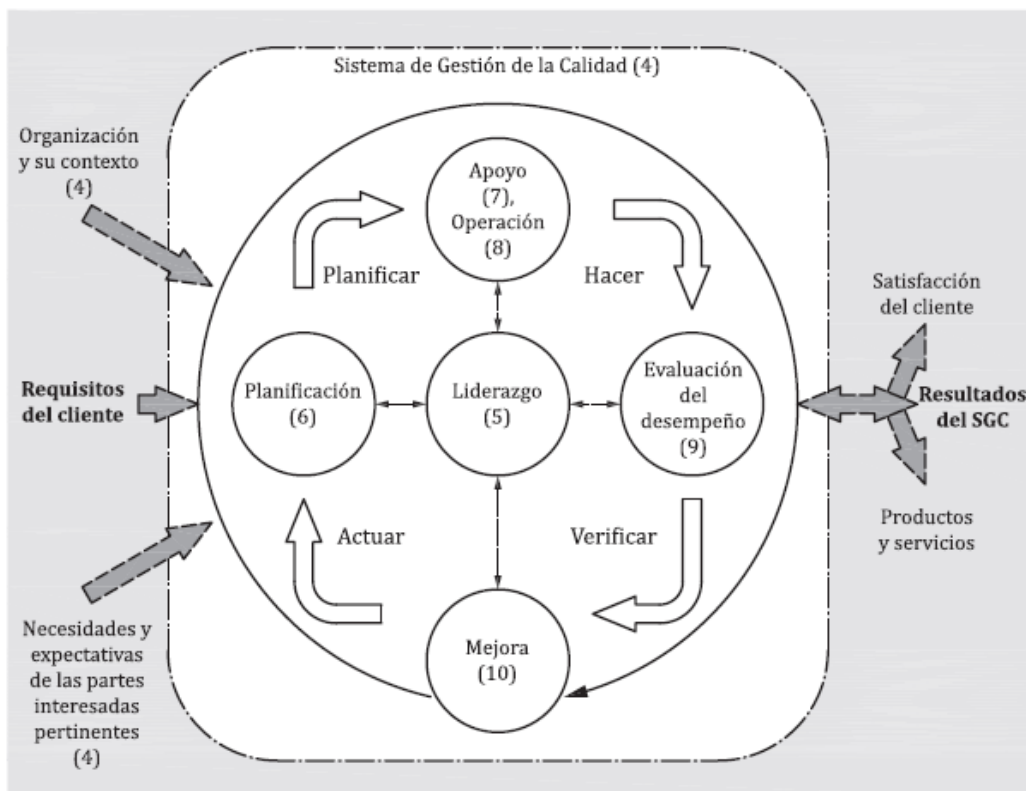 Sistema de Gestión de la Calidad (4)
Organización
y su contexto
(4)
Apoyo
(7),
Operación
(8)
Planificar
Hacer
Satisfacción
del cliente
Requisitos
del cliente
Planificación
(6)
Liderazgo
(5)
Evaluación
del
desempeño
(9)
Resultados
del SGC
Actuar
Verificar
Productos
y servicios
Necesidades y
expectativas
de las partes
interesadas
pertinentes
(4)
Mejora
(10)